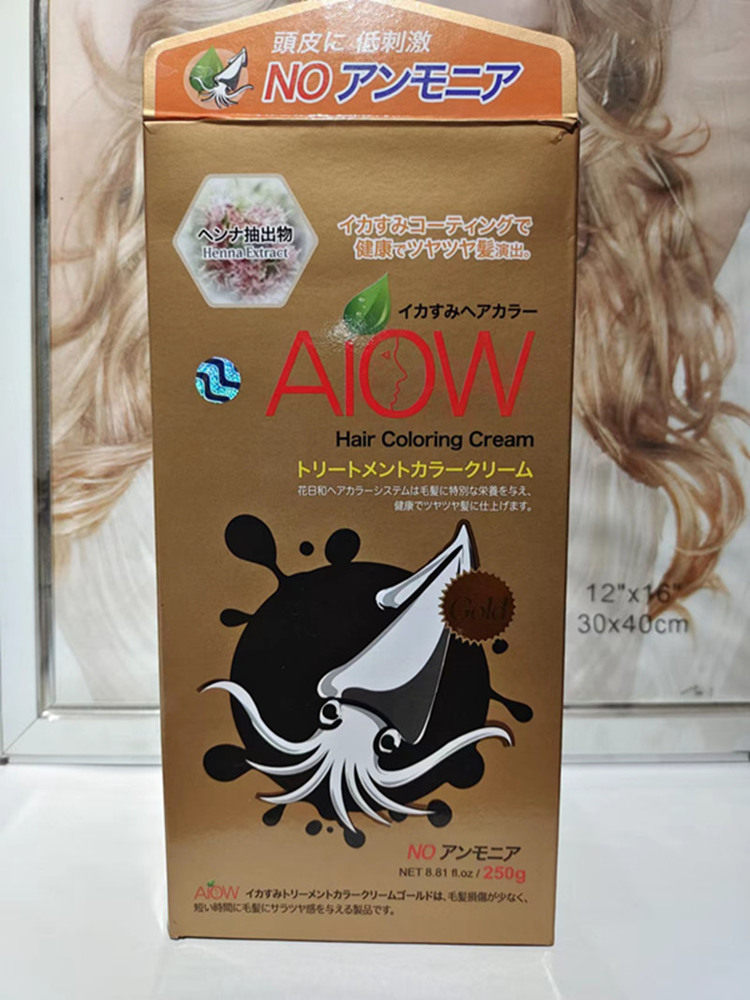 頭皮に 低刺激
NO アンモニア
ヘンナ抽出物
Henna Extract
イカすみコーティングで
健康でツヤツヤ髪演出。
イカすみヘアカラー
AiOW
Hair Coloring Cream
トリートメントカラークリーム
花日和ヘアカラーシステムは毛髪に特別な栄養を与え、
健康でツヤツヤ髪に仕上げます。
Gold
12"x16"
30x40cm
NO アンモニア
NET 8.81 fl.oz / 250g
AiOW イカすみトリーメントカラークリームゴールドは、毛髪損傷が少なく、
短い時間に毛髪にサラツヤ感を与える製品です。